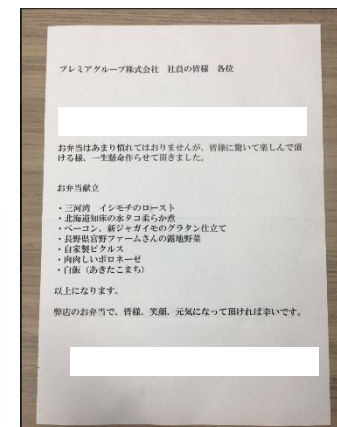 プレミアグループ株式会社　社員の皆様　各位
お弁当はあまり慣れてはおりませんが、皆様に驚いて楽しんで頂
ける様、一生懸命作らせて頂きました。
お弁当献立
・三河湾　イシモチのロースト
・北海道知床の水タコ柔らか煮
・ベーコン、新ジャガイモのグラタン仕立て
・長野県宮野ファームさんの露地野菜
・自家製ピクルス
・肉肉しいボロネーゼ
・白飯（あきたこまち）
以上になります。
弊店のお弁当で、皆様、笑顔、元気になって頂ければ幸いです。